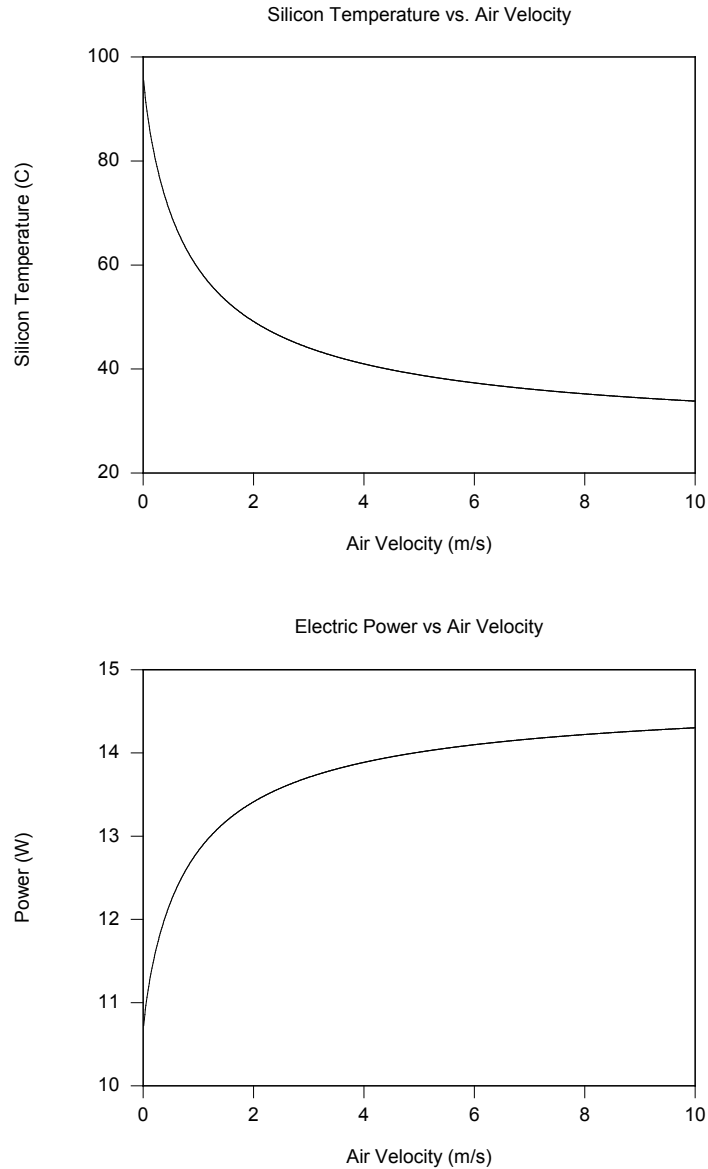 Silicon Temperature vs. Air Velocity
100
80
60
40
20
Silicon Temperature (C)
0 2 4 6 8 10
Air Velocity (m/s)
Electric Power vs Air Velocity
15
14
13
12
11
10
Power (W)
0 2 4 6 8 10
Air Velocity (m/s)